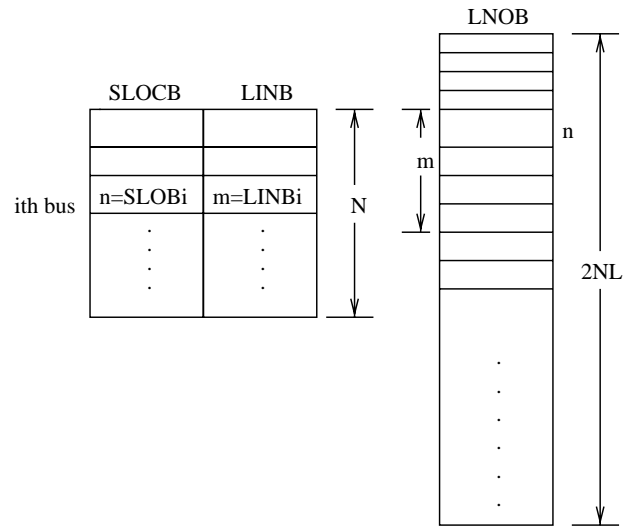 LNOB
SLOCB LINB
n
m
ith bus n=SLOBi m=LINBi N
2NL